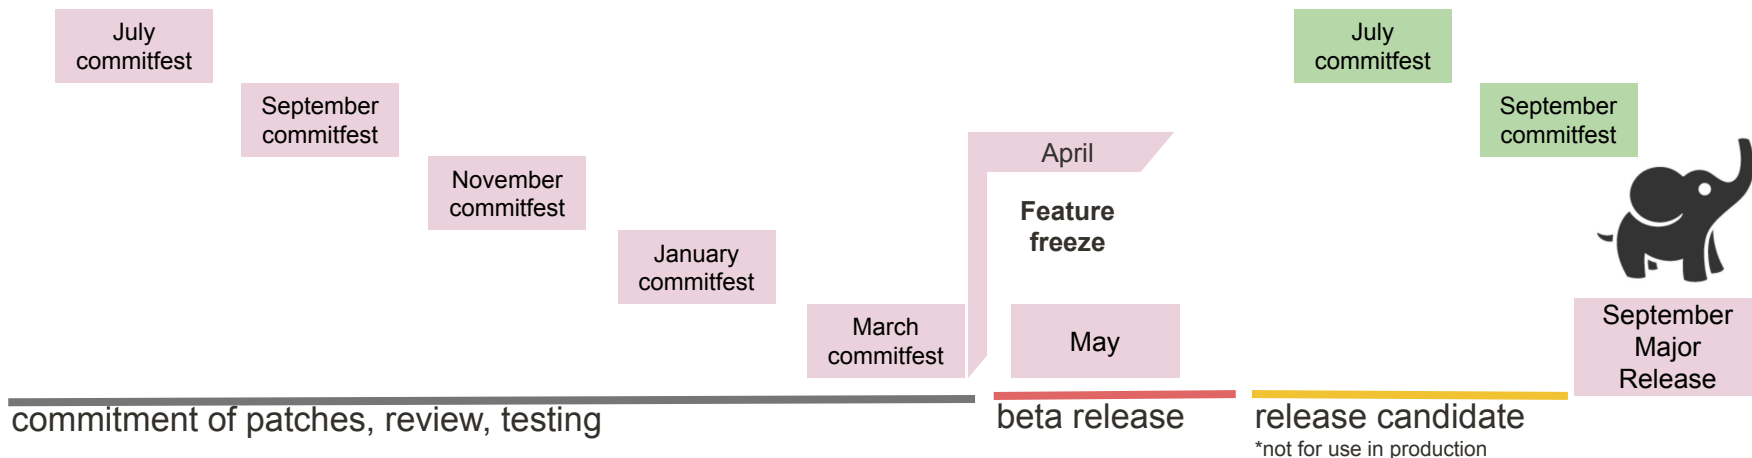 July
commitfest
September
commitfest
November
commitfest
January
commitfest
March
commitfest
April
Feature
freeze
May
July
commitfest
September
commitfest
September
Major
Release
commitment of patches, review, testing
beta release
release candidate
*not for use in production